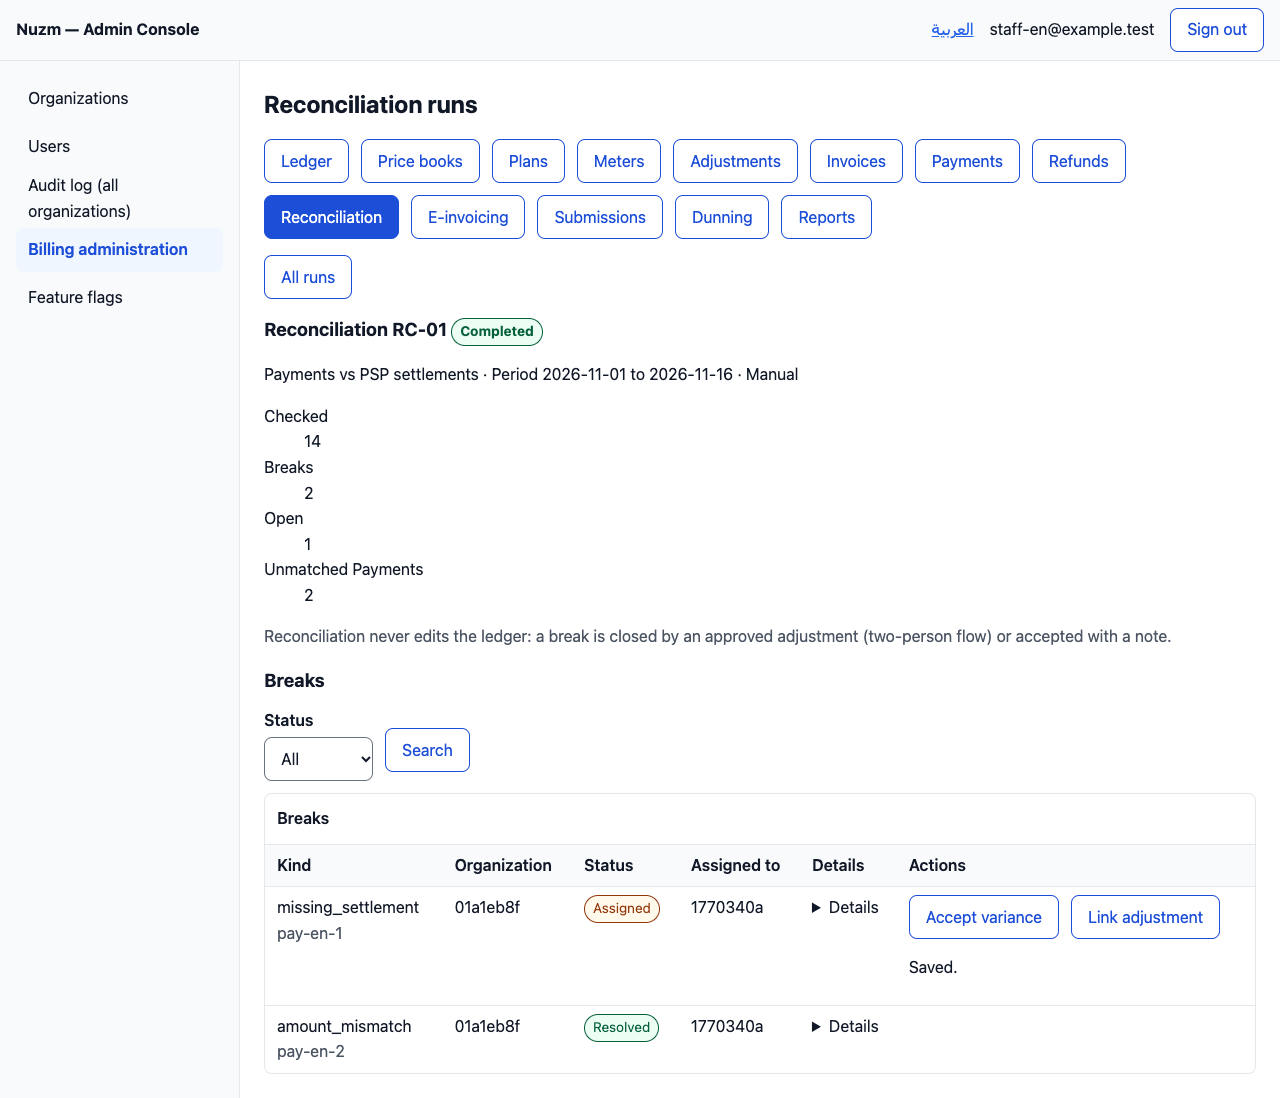 Nuzm — Admin Console
العربية
staff-en@example.test
Sign out
Organizations
Users
Audit log (all
organizations)
Billing administration
Feature flags
Reconciliation runs
Ledger
Price books
Plans
Meters
Adjustments
Invoices
Payments
Refunds
Reconciliation
E-invoicing
Submissions
Dunning
Reports
All runs
Reconciliation RC-01 Completed
Payments vs PSP settlements · Period 2026-11-01 to 2026-11-16 · Manual
Checked
14
Breaks
2
Open
1
Unmatched Payments
2
Reconciliation never edits the ledger: a break is closed by an approved adjustment (two-person flow) or accepted with a note.
Breaks
Status
All
Search
Breaks
Kind Organization Status Assigned to Details Actions
missing_settlement 01a1eb8f Assigned 1770340a Details Accept variance Link adjustment
pay-en-1
Saved.
amount_mismatch 01a1eb8f Resolved 1770340a Details
pay-en-2